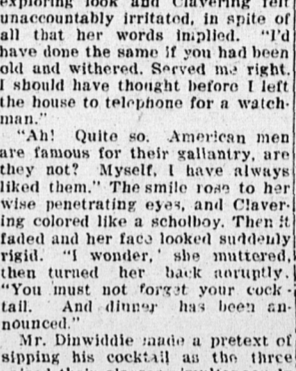 exploring look and Clavering felt
unaccountably irritated, in spite of
all that her words implied. "I'd
have done the same if you had been
old and withered. Served me right.
I should have thought before I left
the house to telephone for a watch-
man."
"Ah! Quite so. American men
are famous for their gallantry, are
they not? Myself, I have always
liked them." The smile rose to her
wise penetrating eyes, and Claver-
ing colored like a scholboy. Then it
faded and her face looked suddenly
rigid. "I wonder,' she muttered,
then turned her back aoruptly.
"You must not forget your cock-
tail. And dinner has been an-
nounced."
Mr. Dinwiddie made a pretext of
sipping his cocktail as the three